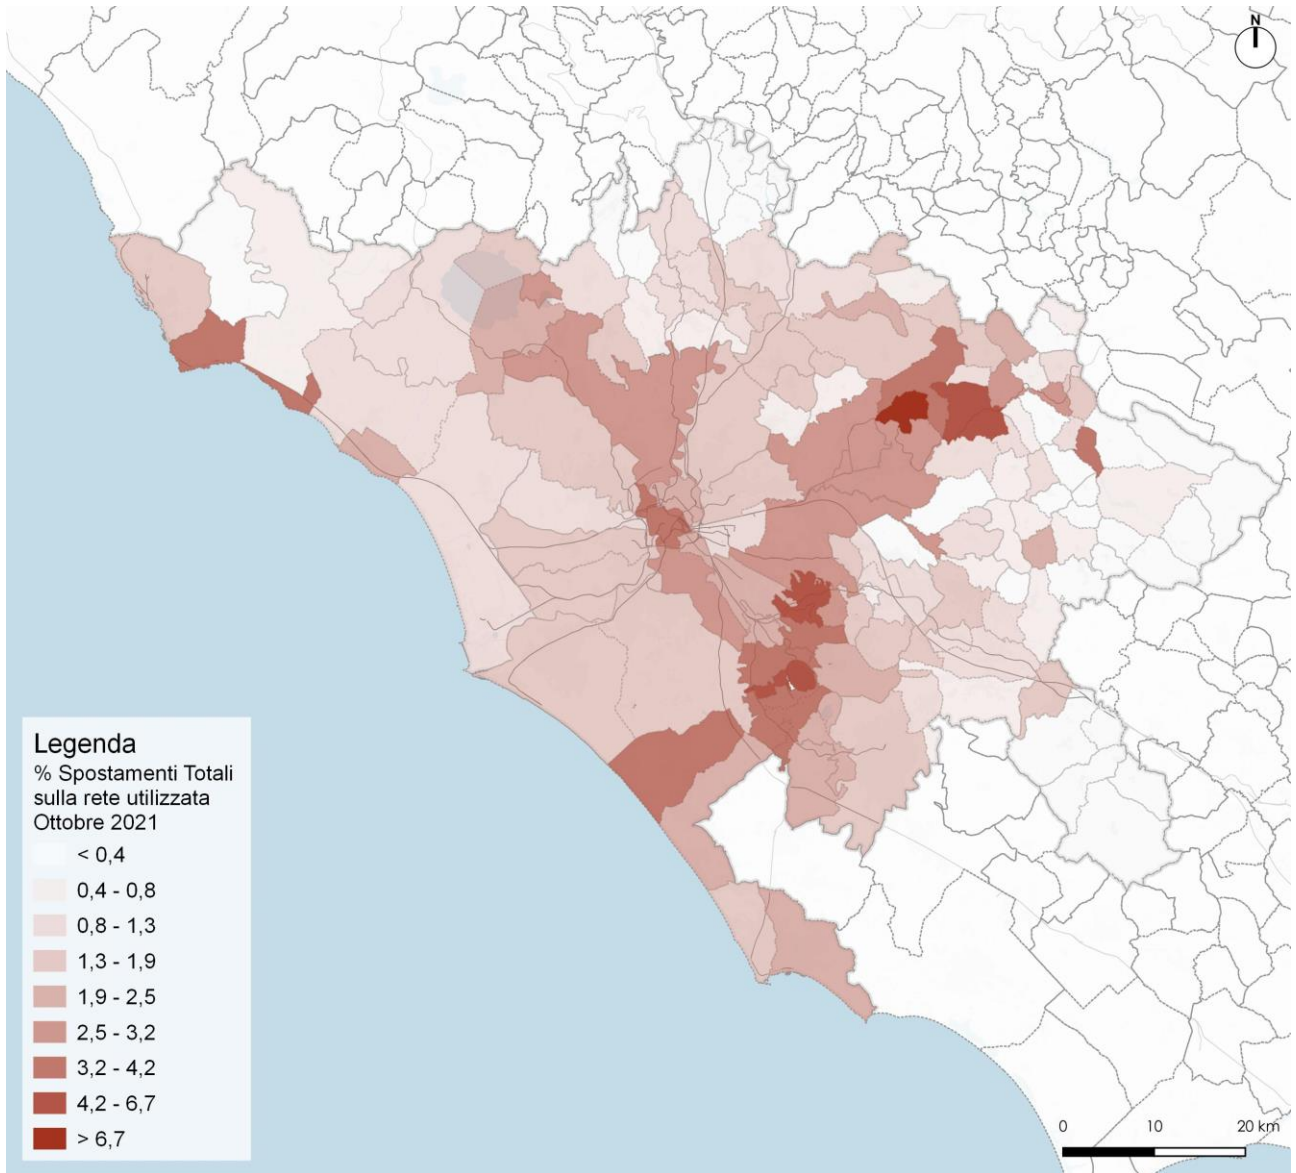 N
Legenda
% Spostamenti Totali
sulla rete utilizzata
Ottobre 2021
< 0,4
0,4 - 0,8
0,8 - 1,3
1,3 - 1,9
1,9 - 2,5
2,5 - 3,2
3,2 - 4,2
4,2 - 6,7
> 6,7
0 10 20 km